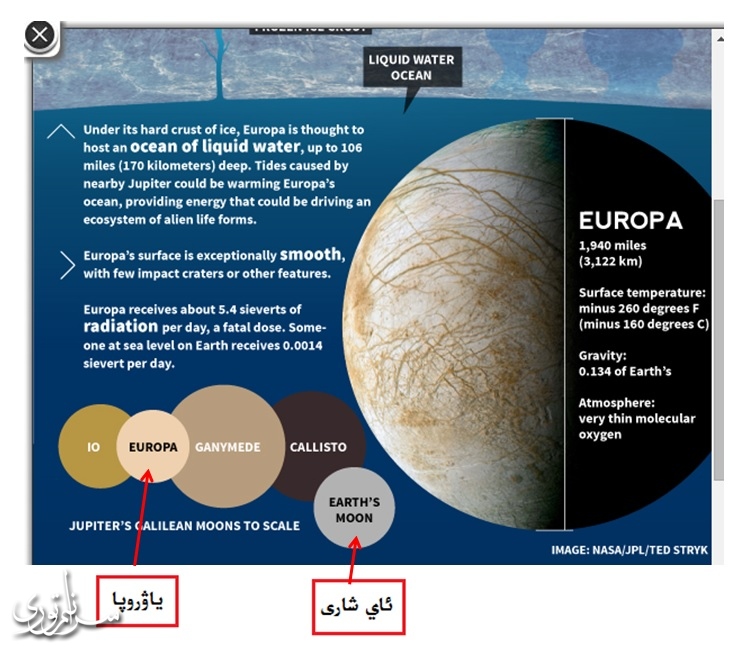 LIQUID WATER
OCEAN
Under its hard crust of ice, Europa is thought to
host an ocean of liquid water, up to 106
miles (170 kilometers) deep. Tides caused by
nearby Jupiter could be warming Europa's
ocean, providing energy that could be driving an
ecosystem of alien life forms.
Europa's surface is exceptionally smooth,
with few impact craters or other features.
Europa receives about 5.4 sieverts of
radiation per day, a fatal dose. Some-
one at sea level on Earth receives 0.0014
sievert per day.
EUROPA
1,940 miles
(3,122 km)
Surface temperature:
minus 260 degrees F
(minus 160 degrees C)
Gravity:
0.134 of Earth's
Atmosphere:
very thin molecular
oxygen
IO
EUROPA
GANYMEDE
CALLISTO
EARTH'S
MOON
JUPITER'S GALILEAN MOONS TO SCALE
IMAGE: NASA/JPL/TED STRYK
ياۋروپا
ئاي شارى